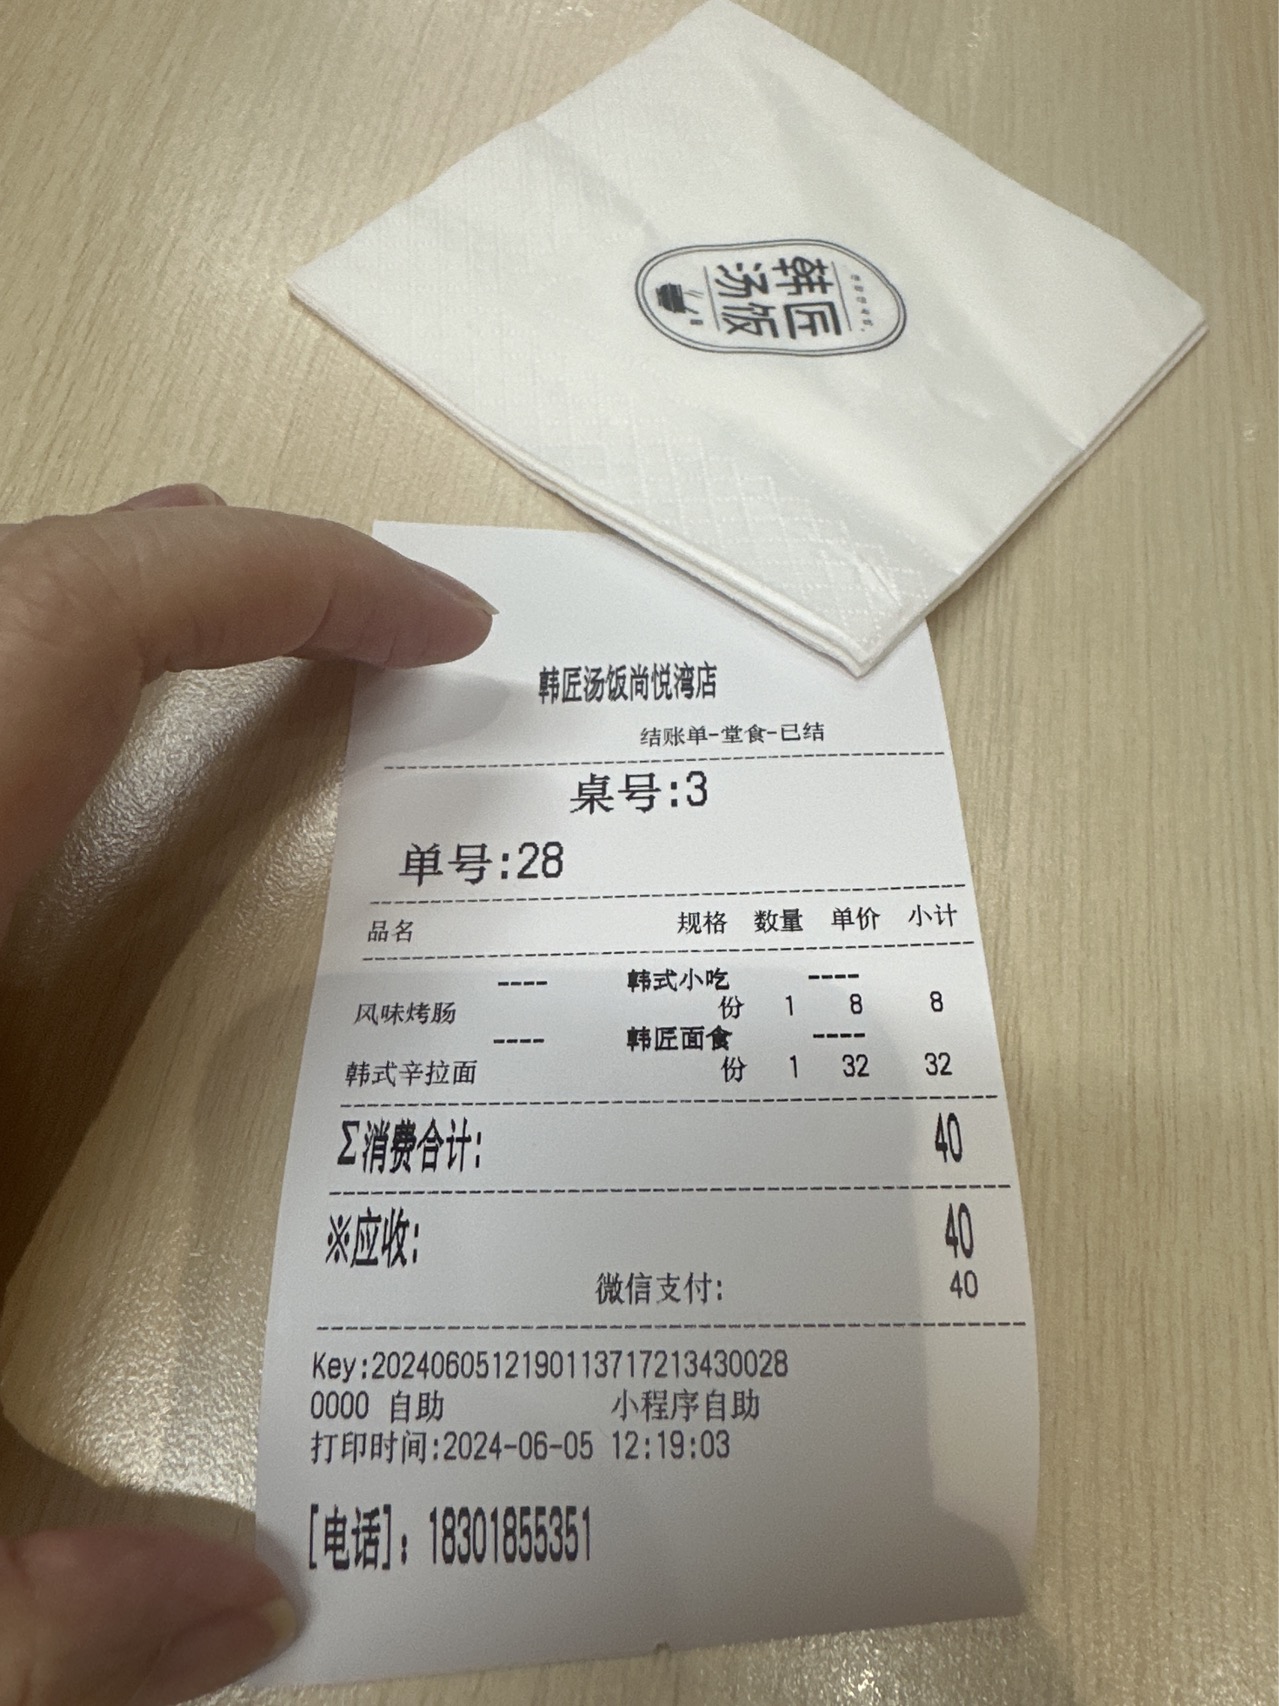 韩匠
汤饭
韩匠汤饭尚悦湾店
结账单-堂食-已结
桌号:3
单号:28
品名 规格 数量 单价 小计
---- 韩式小吃 ----
风味烤肠 份 1 8 8
---- 韩匠面食 ----
韩式辛拉面 份 1 32 32
Σ消费合计: 40
※应收: 40
微信支付: 40
Key:20240605121901137172134300​28
0000 自助 小程序自助
打印时间:2024-06-05 12:19:03
[电话]: 18301855351